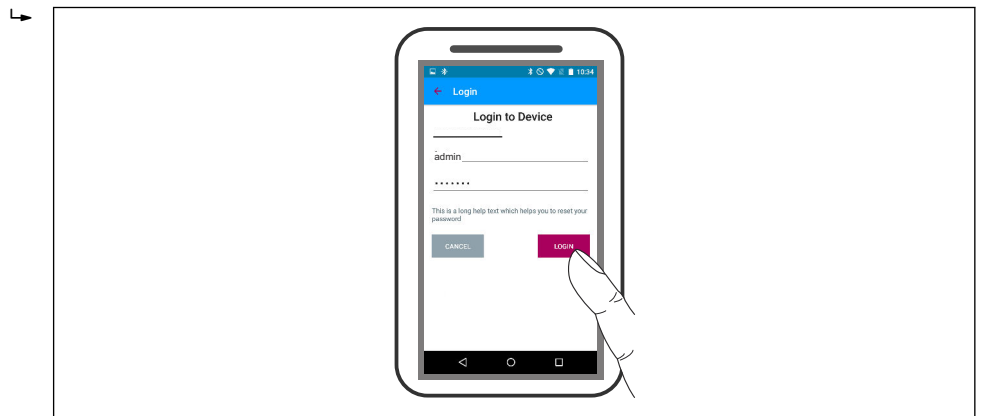 10:34
Login
Login to Device
admin
*******
This is a long help text which helps you to reset your
password
CANCEL
LOGIN